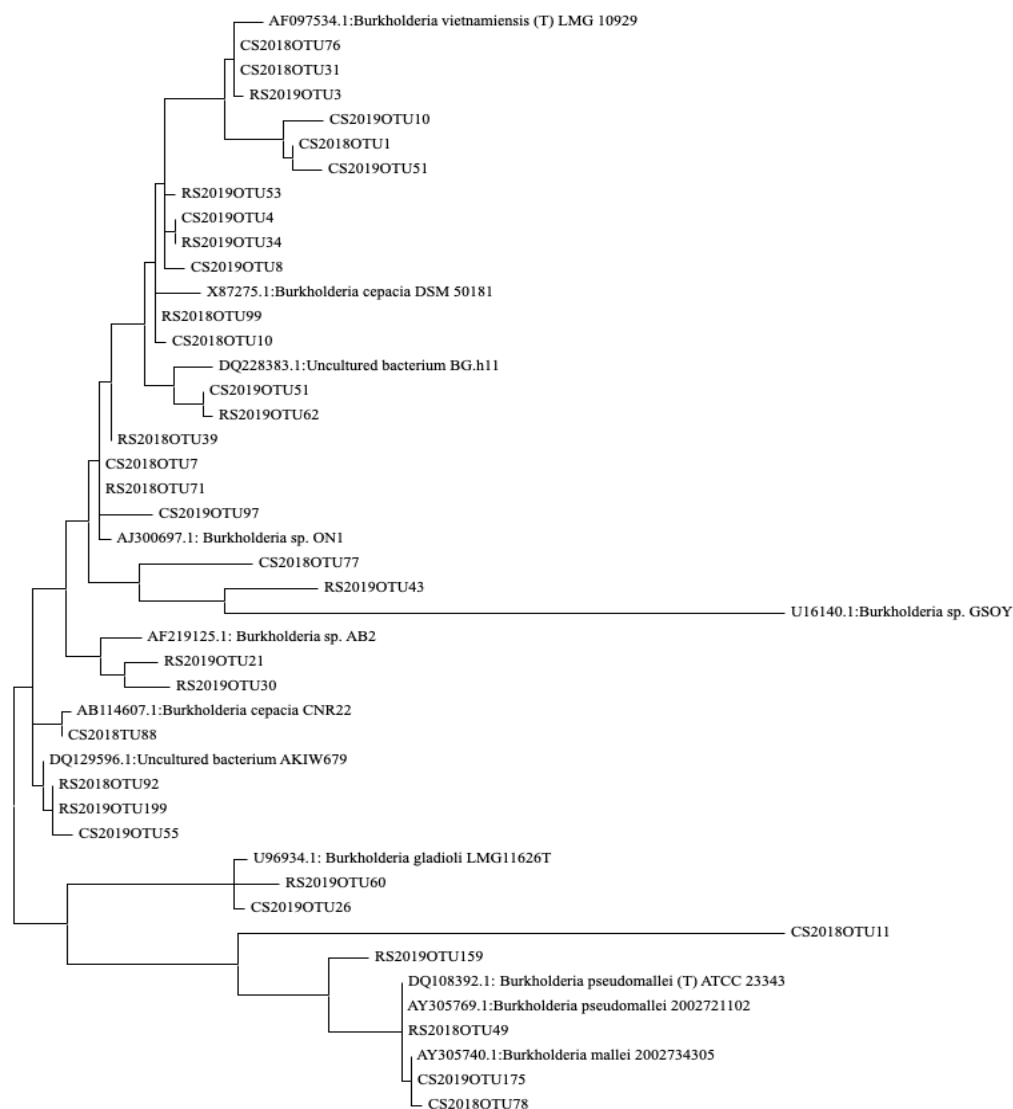 AF097534.1:Burkholderia vietnamiensis (T) LMG 10929
CS2018OTU76
CS2018OTU31
RS2019OTU3
CS2019OTU10
CS2018OTU1
CS2019OTU51
RS2019OTU53
CS2019OTU4
RS2019OTU34
CS2019OTU8
X87275.1:Burkholderia cepacia DSM 50181
RS2018OTU99
CS2018OTU10
DQ228383.1:Uncultured bacterium BG.h11
CS2019OTU51
RS2019OTU62
RS2018OTU39
CS2018OTU7
RS2018OTU71
CS2019OTU97
AJ300697.1: Burkholderia sp. ON1
CS2018OTU77
RS2019OTU43
U16140.1:Burkholderia sp. GSOY
AF219125.1: Burkholderia sp. AB2
RS2019OTU21
RS2019OTU30
AB114607.1:Burkholderia cepacia CNR22
CS2018TU88
DQ129596.1:Uncultured bacterium AKIW679
RS2018OTU92
RS2019OTU199
CS2019OTU55
U96934.1: Burkholderia gladioli LMG11626T
RS2019OTU60
CS2019OTU26
CS2018OTU11
RS2019OTU159
DQ108392.1: Burkholderia pseudomallei (T) ATCC 23343
AY305769.1:Burkholderia pseudomallei 2002721102
RS2018OTU49
AY305740.1:Burkholderia mallei 2002734305
CS2019OTU175
CS2018OTU78